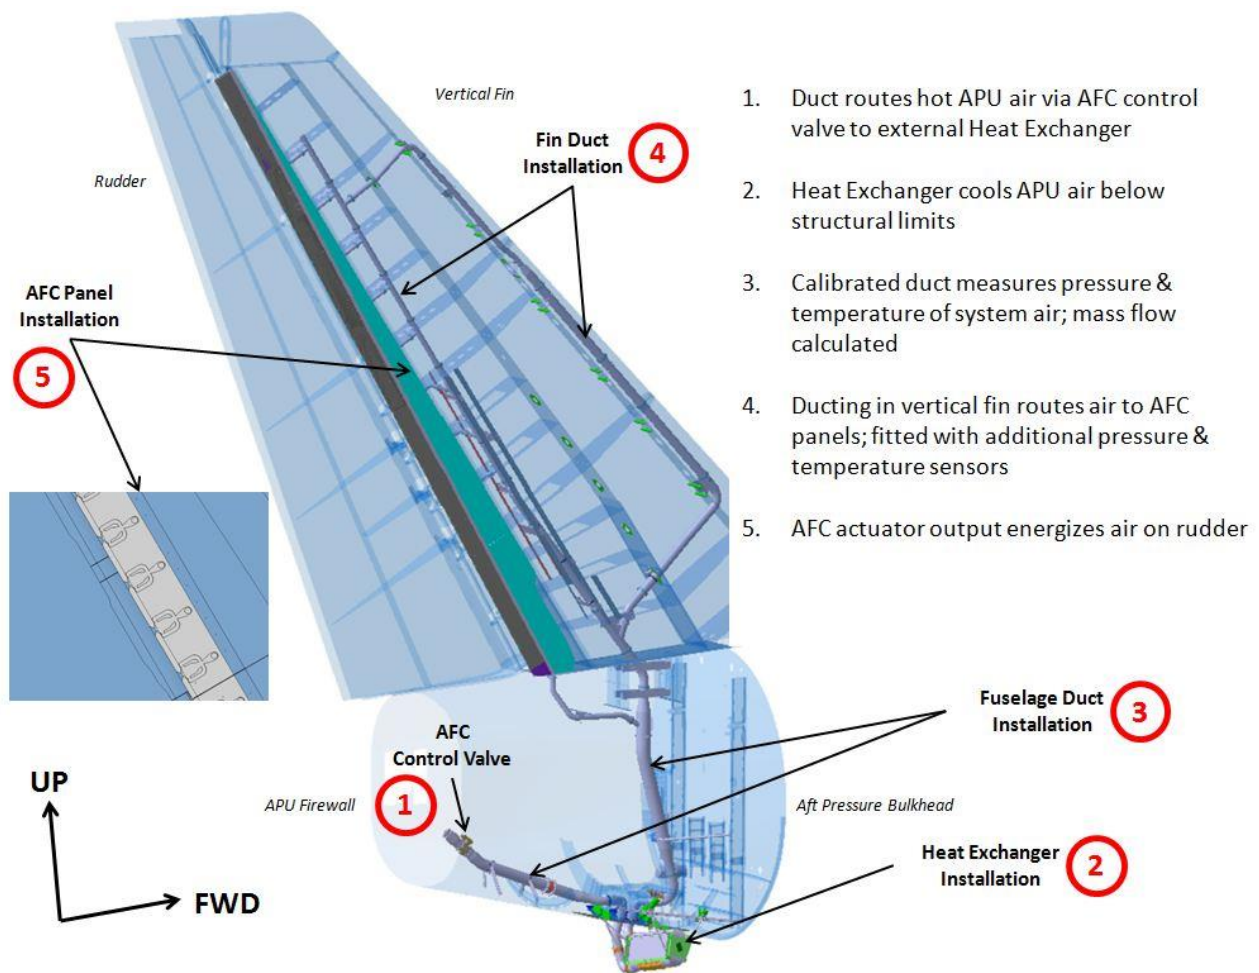 Vertical Fin
Fin Duct
Installation
4
Rudder
AFC Panel
Installation
5
1. Duct routes hot APU air via AFC control
valve to external Heat Exchanger
2. Heat Exchanger cools APU air below
structural limits
3. Calibrated duct measures pressure &
temperature of system air; mass flow
calculated
4. Ducting in vertical fin routes air to AFC
panels; fitted with additional pressure &
temperature sensors
5. AFC actuator output energizes air on rudder
Fuselage Duct
Installation
3
AFC
Control Valve
APU Firewall
1
Aft Pressure Bulkhead
Heat Exchanger
Installation
2
UP
FWD